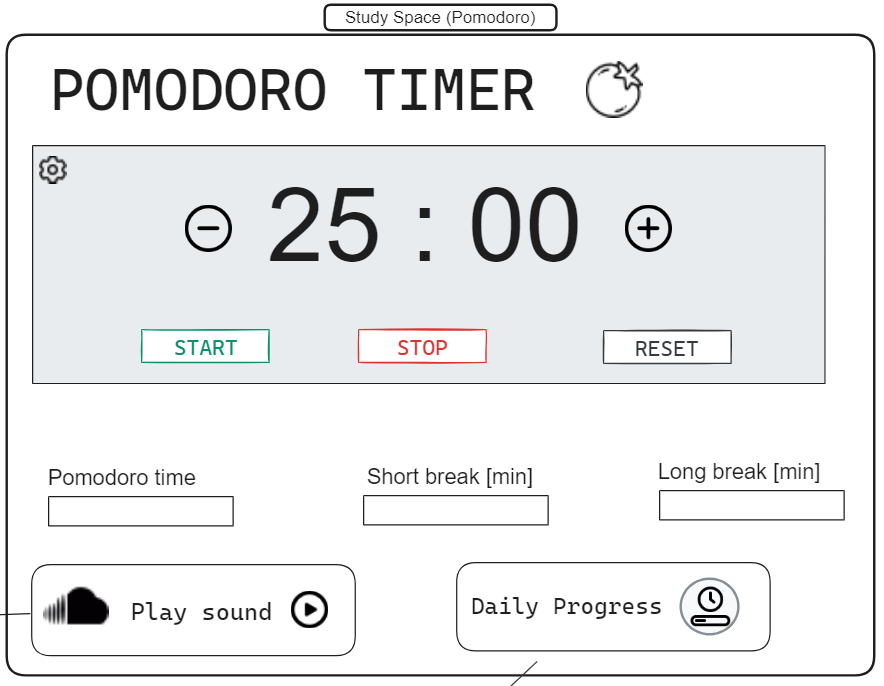 Study Space (Pomodoro)
POMODORO TIMER
25 : 00
START STOP RESET
Pomodoro time Short break [min] Long break [min]
Play sound Daily Progress